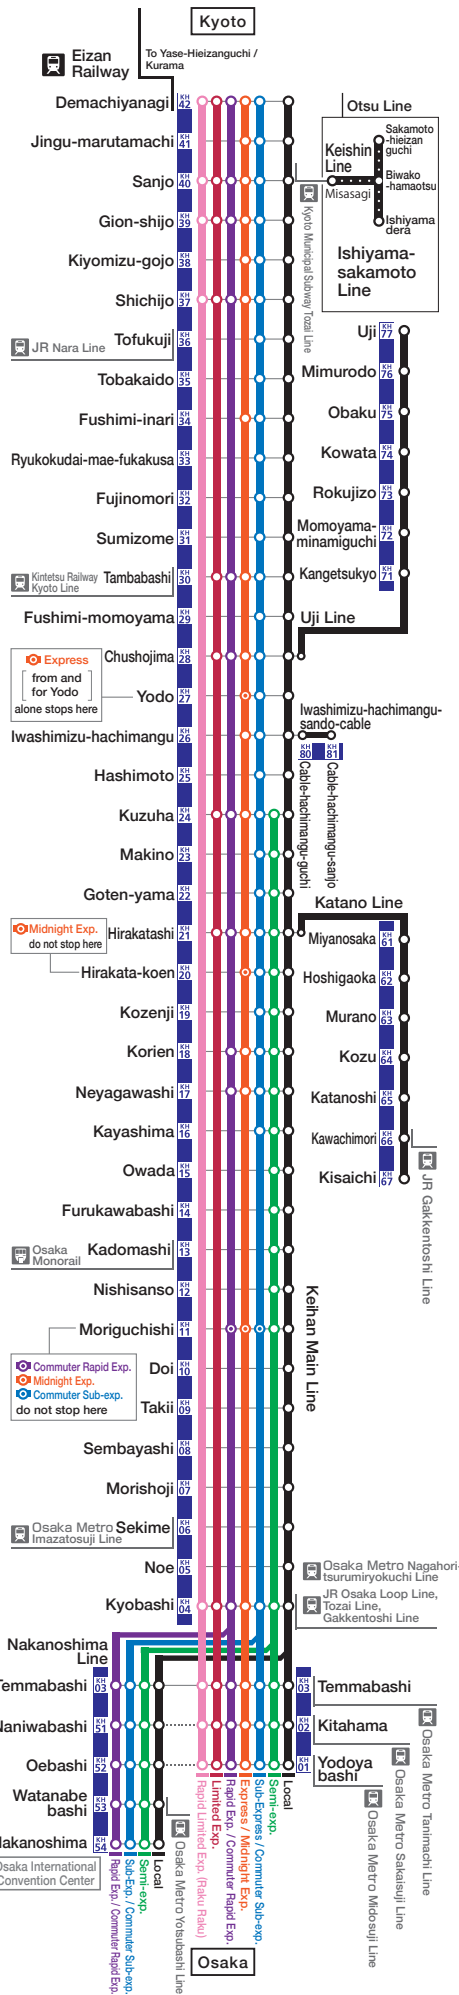 Kyoto
Eizan
Railway
To Yase-Hieizanguchi /
Kurama
Demachiyanagi KH 42
Otsu Line
Jingu-marutamachi KH 41
Sakamoto
-hieizan
guchi
Keishin
Line
Sanjo KH 40
Misasagi
Biwako
-hamaotsu
Gion-shijo KH 39
Ishiyama
dera
Kyoto Municipal Subway Tozai Line
Ishiyama-
sakamoto
Line
Kiyomizu-gojo KH 38
Shichijo KH 37
Tofukuji KH 36
JR Nara Line
Uji KH 77
Tobakaido KH 35
Mimurodo KH 76
Fushimi-inari KH 34
Obaku KH 75
Ryukokudai-mae-fukakusa KH 33
Kowata KH 74
Fujinomori KH 32
Rokujizo KH 73
Sumizome KH 31
Momoyama-
minamiguchi KH 72
Kintetsu Railway
Kyoto Line
Tambabashi KH 30
Kangetsukyo KH 71
Fushimi-momoyama KH 29
Uji Line
Chushojima KH 28
Express
from and
for Yodo
alone stops here
Yodo KH 27
Iwashimizu-hachimangu KH 26
Iwashimizu-hachimangu-
sando-cable
KH 80 KH 81
Cable-hachimangu-guchi
Cable-hachimangu-sanjo
Hashimoto KH 25
Kuzuha KH 24
Makino KH 23
Goten-yama KH 22
Katano Line
Midnight Exp.
do not stop here
Hirakatashi KH 21
Miyanosaka KH 61
Hirakata-koen KH 20
Hoshigaoka KH 62
Kozenji KH 19
Murano KH 63
Korien KH 18
Kozu KH 64
Neyagawashi KH 17
Katanoshi KH 65
Kayashima KH 16
Kawachimori KH 66
Owada KH 15
Kisaichi KH 67
JR Gakkentoshi Line
Furukawabashi KH 14
Osaka
Monorail
Kadomashi KH 13
Nishisanso KH 12
Keihan Main Line
Moriguchishi KH 11
Commuter Rapid Exp.
Midnight Exp.
Commuter Sub-exp.
do not stop here
Doi KH 10
Takii KH 09
Sembayashi KH 08
Morishoji KH 07
Osaka Metro
Imazatosuji Line
Sekime KH 06
Noe KH 05
Osaka Metro Nagahori-
tsurumiryokuchi Line
Kyobashi KH 04
JR Osaka Loop Line,
Tozai Line,
Gakkentoshi Line
Nakanoshima
Line
Temmabashi KH 03
KH 03 Temmabashi
Naniwabashi KH 51
KH 02 Kitahama
Oebashi KH 52
KH 01 Yodoya
bashi
Watanabe
bashi KH 53
Nakanoshima KH 54
Osaka International
Convention Center
Rapid Exp. / Commuter Rapid Exp.
Sub-Exp. / Commuter Sub-exp.
Semi-exp.
Local
Osaka Metro Yotsubashi Line
Rapid Limited Exp. (Raku Raku)
Limited Exp.
Rapid Exp. / Commuter Rapid Exp.
Express / Midnight Exp.
Sub-Express / Commuter Sub-exp.
Semi-exp.
Local
Osaka Metro Midosuji Line
Osaka Metro Sakaisuji Line
Osaka Metro Tanimachi Line
Osaka